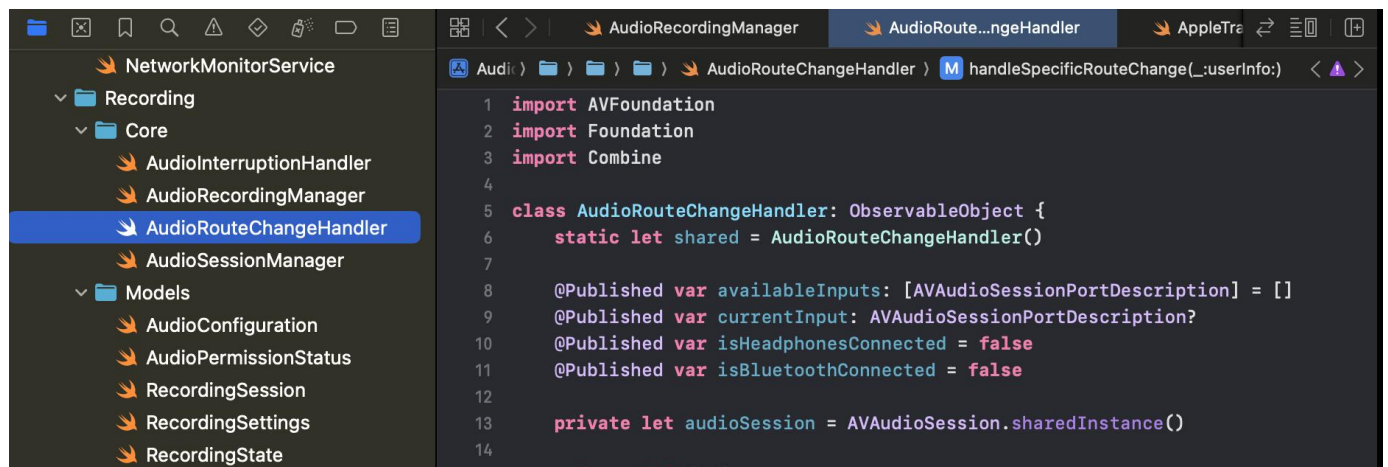 NetworkMonitorService
Recording
Core
AudioInterruptionHandler
AudioRecordingManager
AudioRouteChangeHandler
AudioSessionManager
Models
AudioConfiguration
AudioPermissionStatus
RecordingSession
RecordingSettings
RecordingState
AudioRecordingManager AudioRoute...ngeHandler AppleTra
Audi AudioRouteChangeHandler M handleSpecificRouteChange(_:userInfo:)
1 import AVFoundation
2 import Foundation
3 import Combine
4
5 class AudioRouteChangeHandler: ObservableObject {
6 static let shared = AudioRouteChangeHandler()
7
8 @Published var availableInputs: [AVAudioSessionPortDescription] = []
9 @Published var currentInput: AVAudioSessionPortDescription?
10 @Published var isHeadphonesConnected = false
11 @Published var isBluetoothConnected = false
12
13 private let audioSession = AVAudioSession.sharedInstance()
14